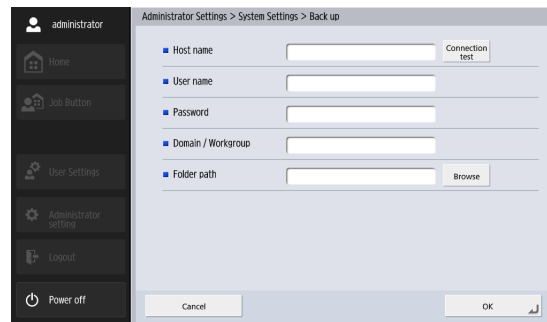 administrator
Home
Job Button
User Settings
Administrator
setting
Logout
Power off
Administrator Settings > System Settings > Back up
Host name
Connection
test
User name
Password
Domain / Workgroup
Folder path
Browse
Cancel
OK